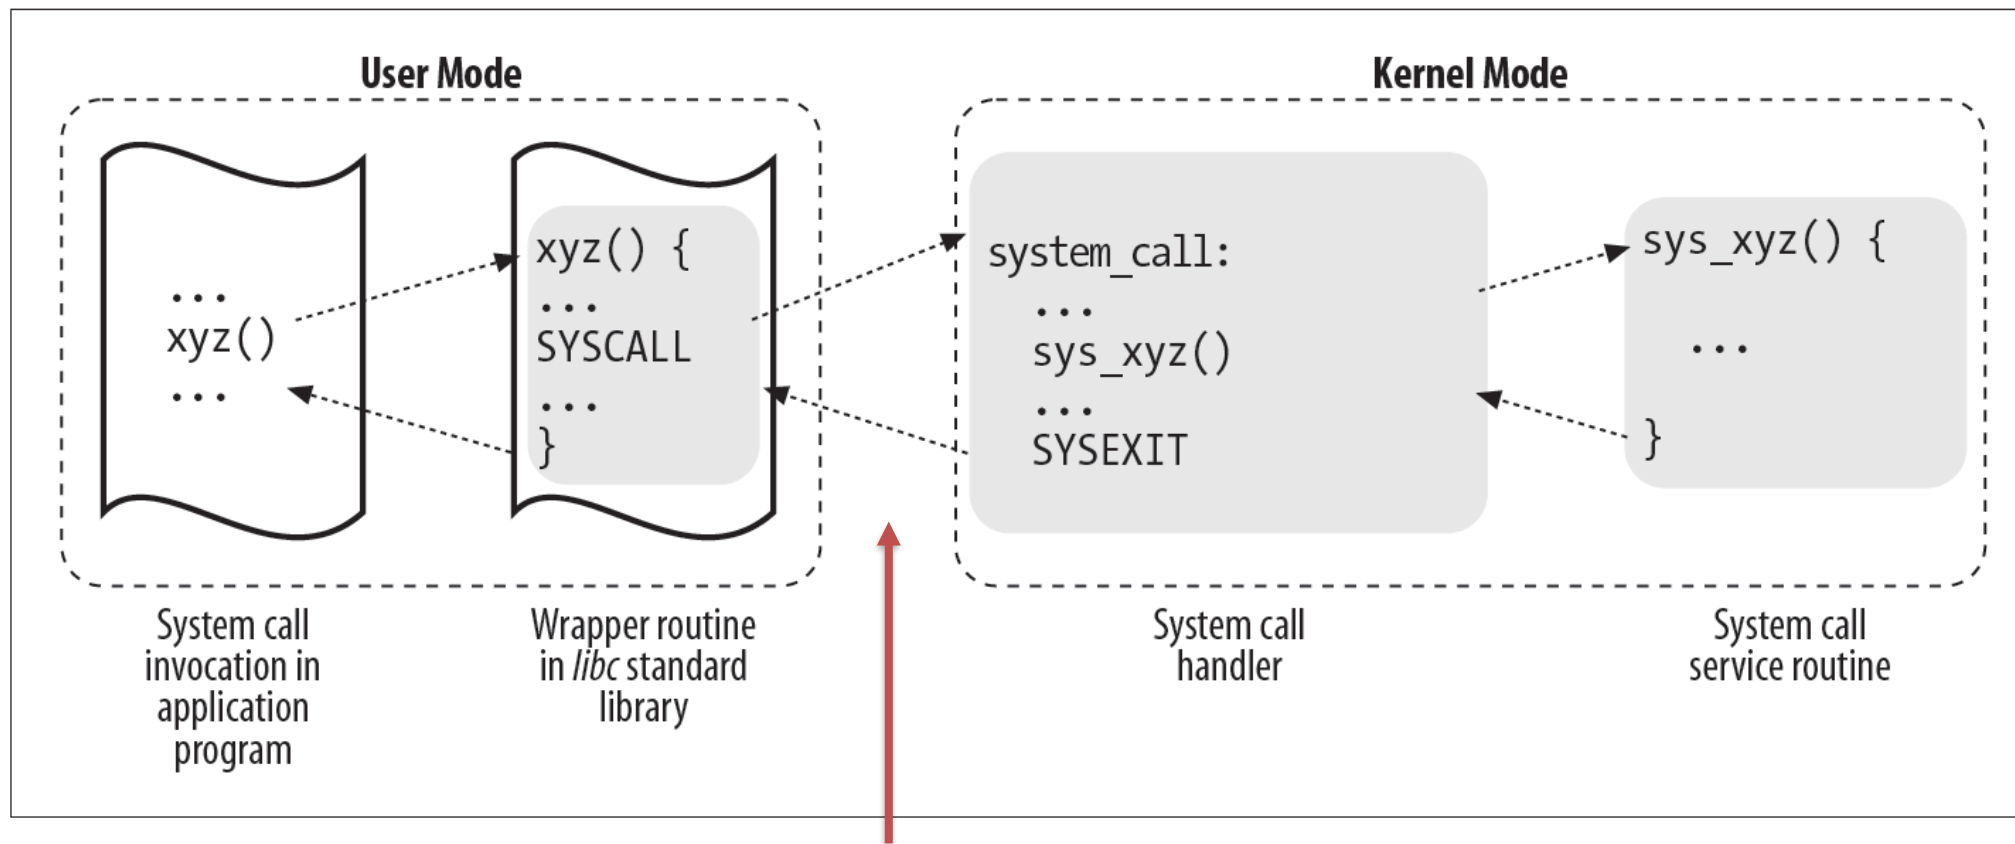 User Mode
Kernel Mode
...
xyz()
...
xyz() {
...
SYSCALL
...
}
system_call:
...
sys_xyz()
...
SYSEXIT
sys_xyz() {
...
}
System call
invocation in
application
program
Wrapper routine
in libc standard
library
System call
handler
System call
service routine